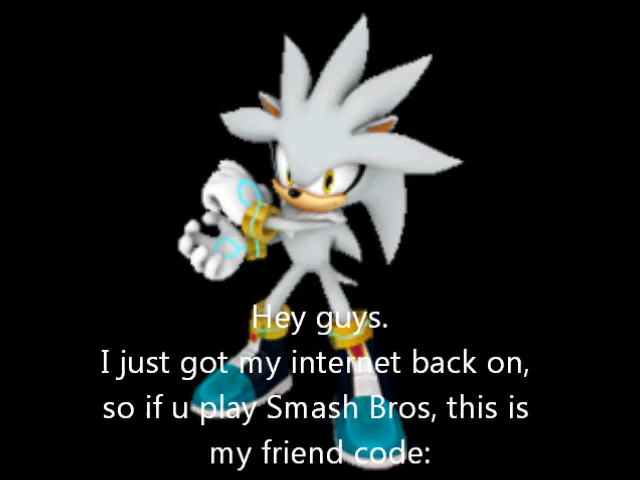 Hey guys.
I just got my internet back on,
so if u play Smash Bros, this is
my friend code: